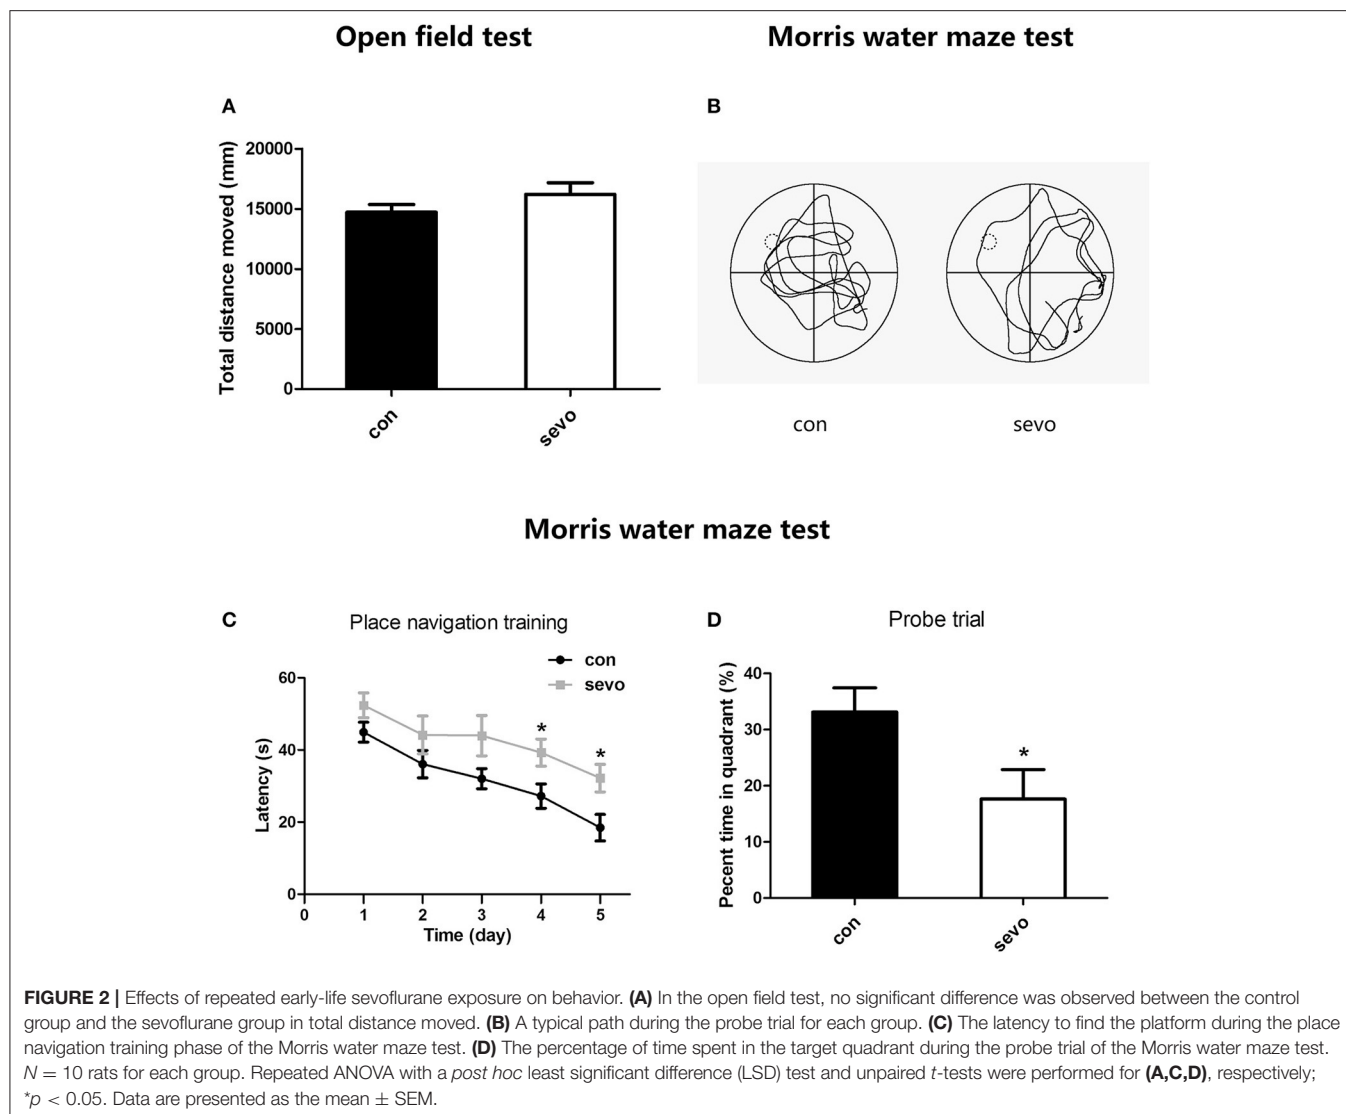 Open field test
Morris water maze test
A
Total distance moved (mm)
20000
15000
10000
5000
0
con
sevo
B
con
sevo
Morris water maze test
C
Place navigation training
con
sevo
Latency (s)
60
40
20
0
*
*
0 1 2 3 4 5
Time (day)
D
Probe trial
Pecent time in quadrant (%)
40
30
20
10
0
*
con
sevo
FIGURE 2 | Effects of repeated early-life sevoflurane exposure on behavior. (A) In the open field test, no significant difference was observed between the control
group and the sevoflurane group in total distance moved. (B) A typical path during the probe trial for each group. (C) The latency to find the platform during the place
navigation training phase of the Morris water maze test. (D) The percentage of time spent in the target quadrant during the probe trial of the Morris water maze test.
N = 10 rats for each group. Repeated ANOVA with a post hoc least significant difference (LSD) test and unpaired t-tests were performed for (A,C,D), respectively;
*p < 0.05. Data are presented as the mean ± SEM.